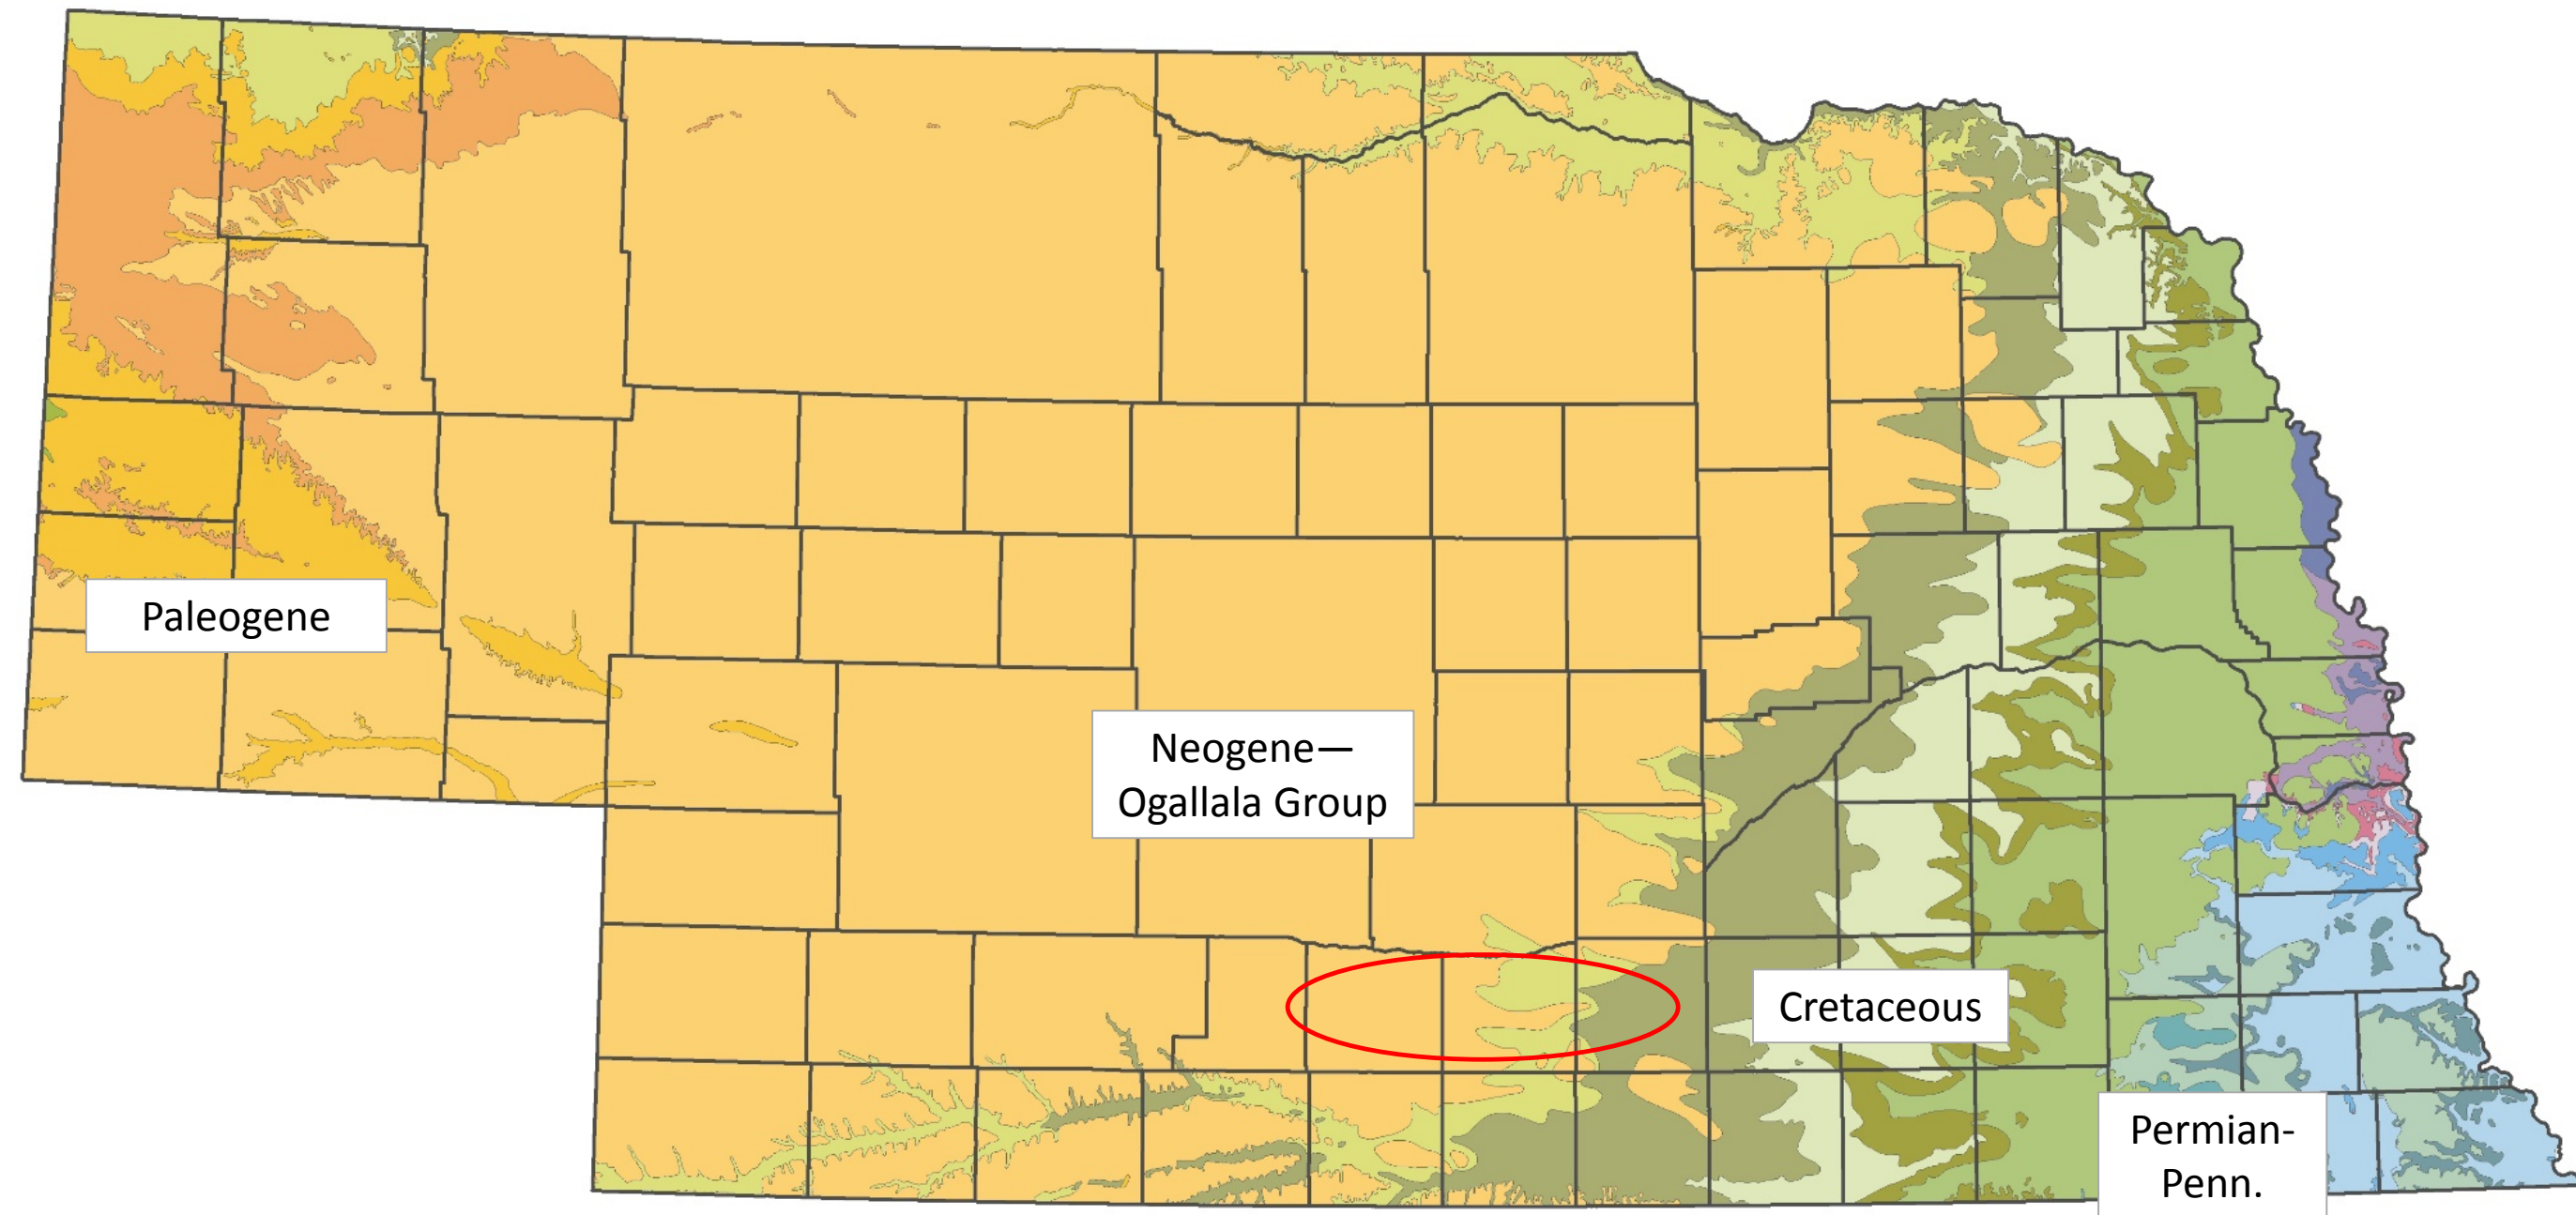 Paleogene
Neogene—
Ogallala Group
Cretaceous
Permian-
Penn.